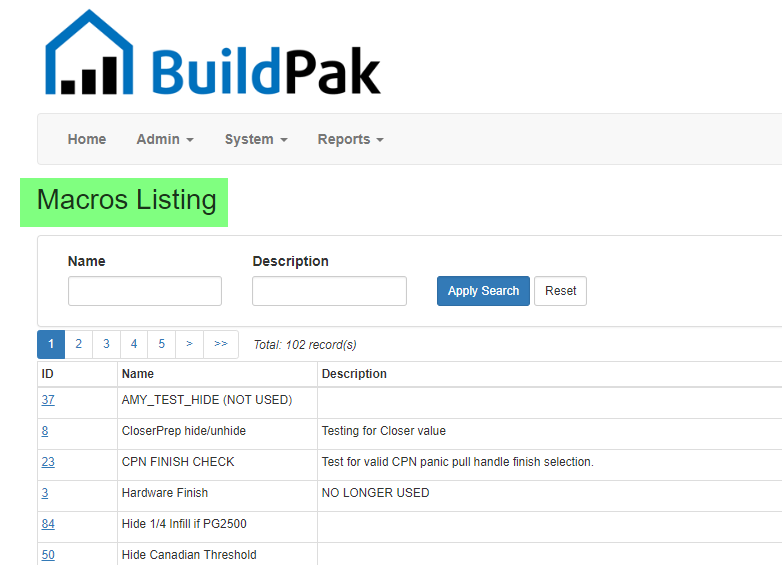 BuildPak
Home Admin System Reports
Macros Listing
Name Description
Apply Search Reset
1 2 3 4 5 > >> Total: 102 record(s)
ID Name Description
37 AMY_TEST_HIDE (NOT USED)
8 CloserPrep hide/unhide Testing for Closer value
23 CPN FINISH CHECK Test for valid CPN panic pull handle finish selection.
3 Hardware Finish NO LONGER USED
84 Hide 1/4 Infill if PG2500
50 Hide Canadian Threshold